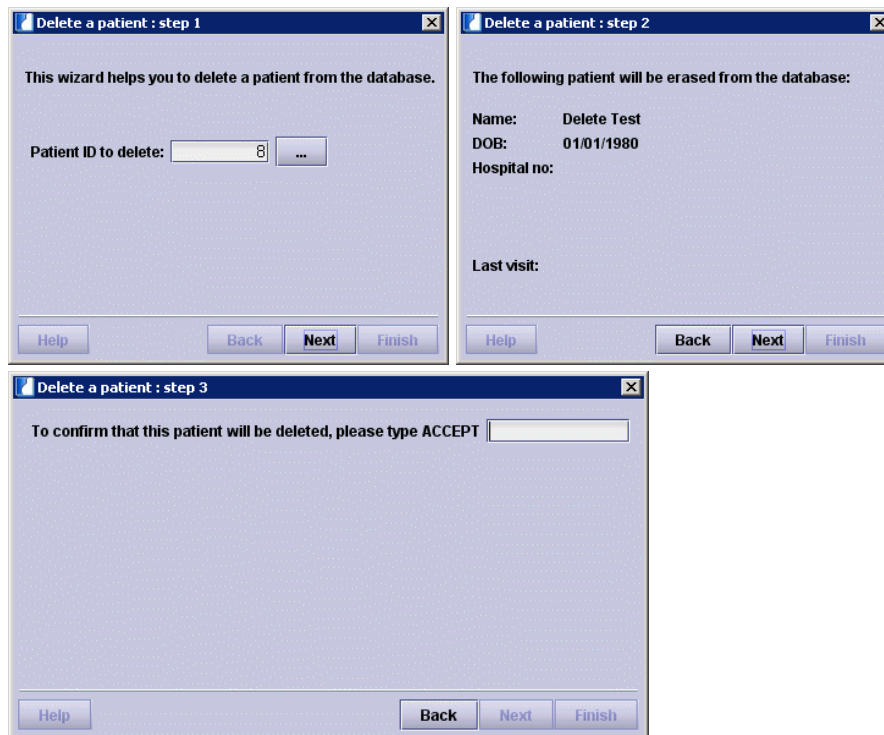 Delete a patient : step 1
This wizard helps you to delete a patient from the database.
Patient ID to delete: 8 ...
Help Back Next Finish
Delete a patient : step 2
The following patient will be erased from the database:
Name: Delete Test
DOB: 01/01/1980
Hospital no:
Last visit:
Help Back Next Finish
Delete a patient : step 3
To confirm that this patient will be deleted, please type ACCEPT
Help Back Next Finish